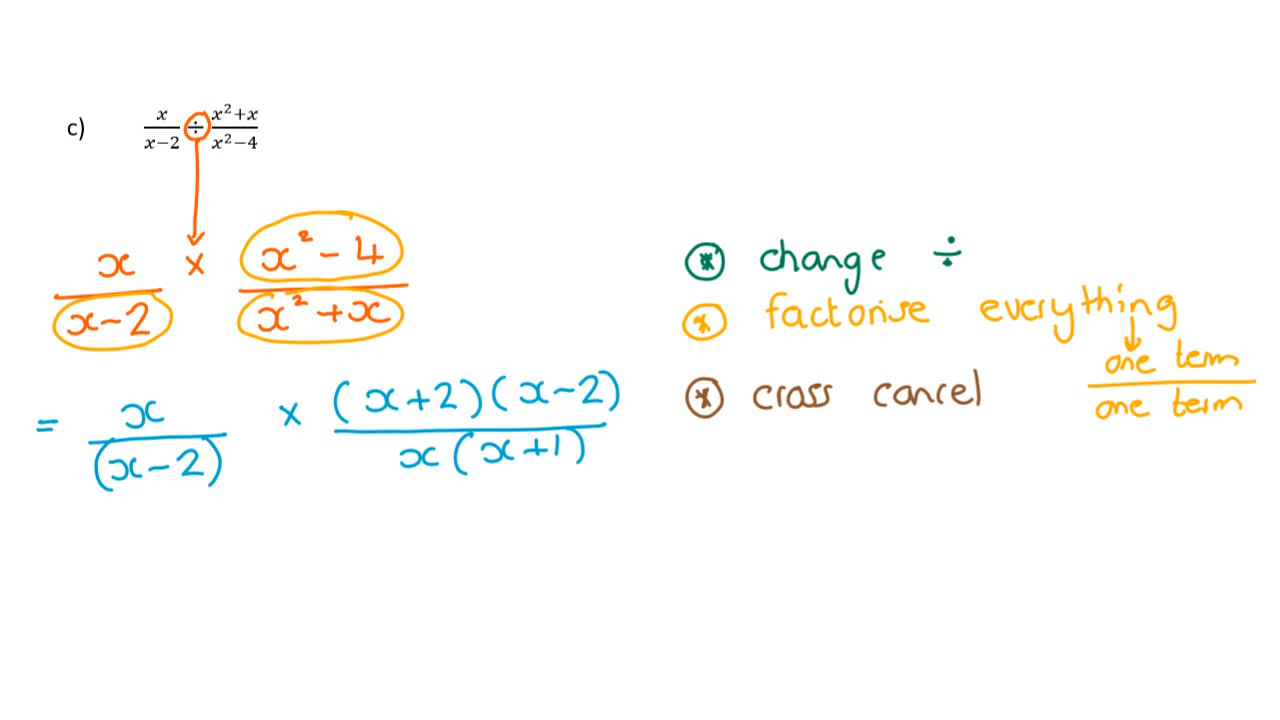 c) x/(x−2) ÷ (x²+x)/(x²−4)
x/(x−2) × (x²−4)/(x²+x)
= x/(x−2) × (x+2)(x−2)/x(x+1)
* change ÷
* factorise everything
one term
one term
* cross cancel